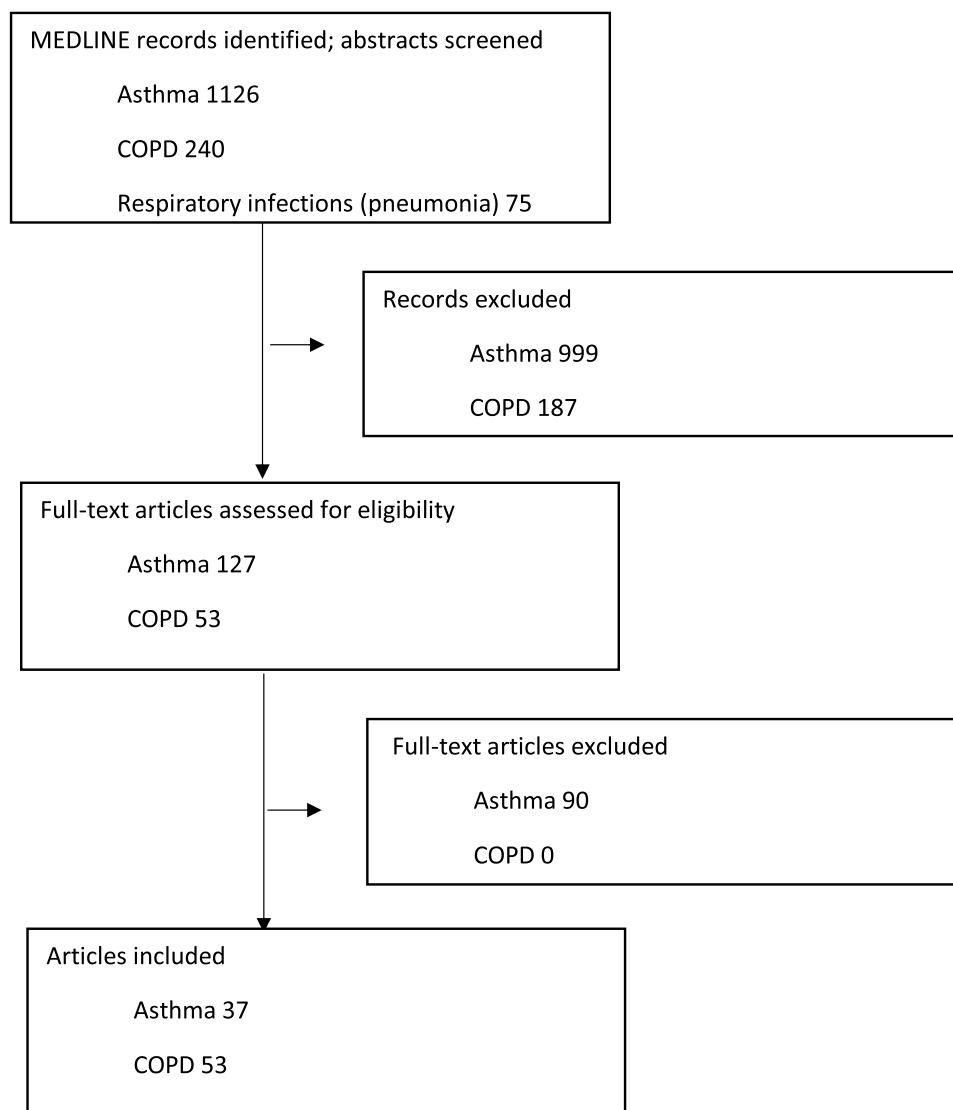 MEDLINE records identified; abstracts screened
Asthma 1126
COPD 240
Respiratory infections (pneumonia) 75
Records excluded
Asthma 999
COPD 187
Full-text articles assessed for eligibility
Asthma 127
COPD 53
Full-text articles excluded
Asthma 90
COPD 0
Articles included
Asthma 37
COPD 53